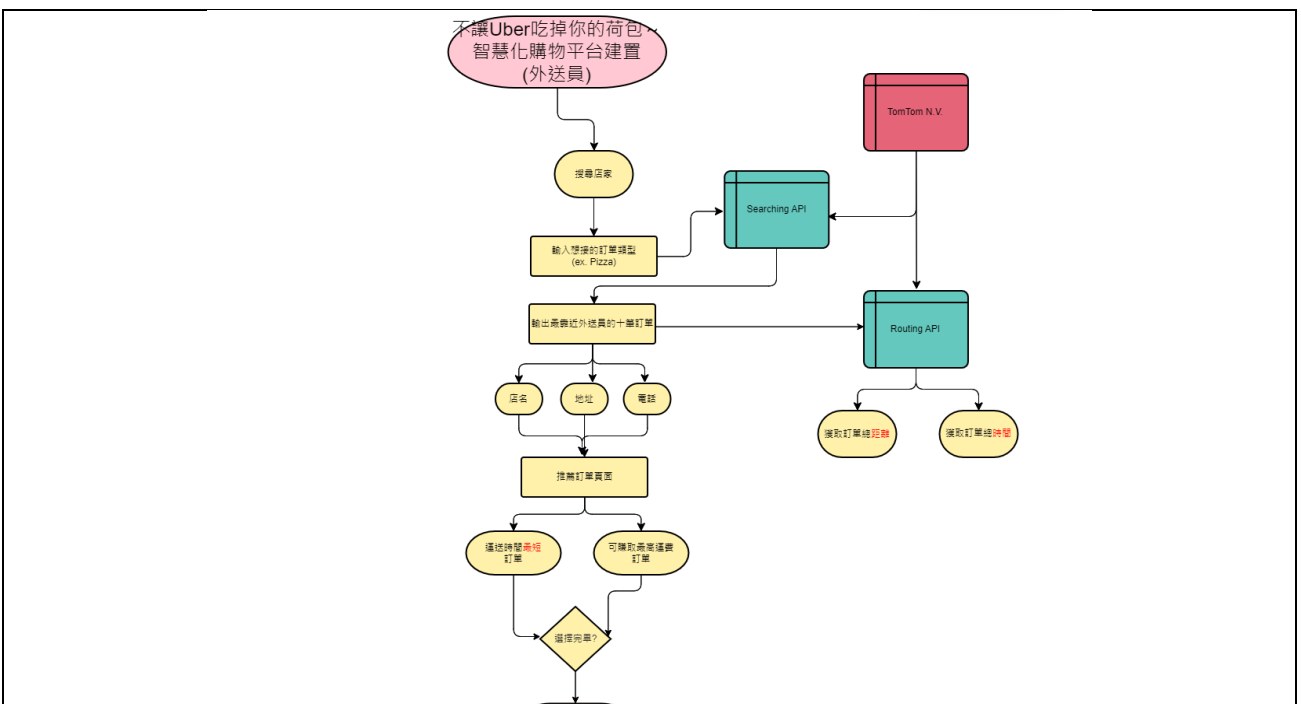 不讓Uber吃掉你的荷包~
智慧化購物平台建置
(外送員)
TomTom N.V.
搜尋店家
Searching API
輸入想接的訂單類型
(ex. Pizza)
輸出最靠近外送員的十筆訂單
Routing API
店名
地址
電話
獲取訂單總距離
獲取訂單總時間
推薦訂單頁面
運送時間最短
訂單
可賺取最高運費
訂單
選擇完畢?